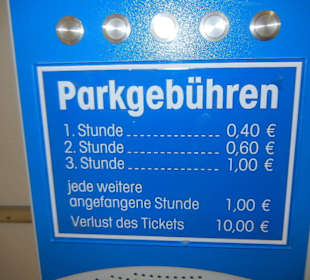 Parkgebühren
1. Stunde ............... 0,40 €
2. Stunde ............... 0,60 €
3. Stunde ............... 1,00 €
jede weitere
angefangene Stunde 1,00 €
Verlust des Tickets 10,00 €